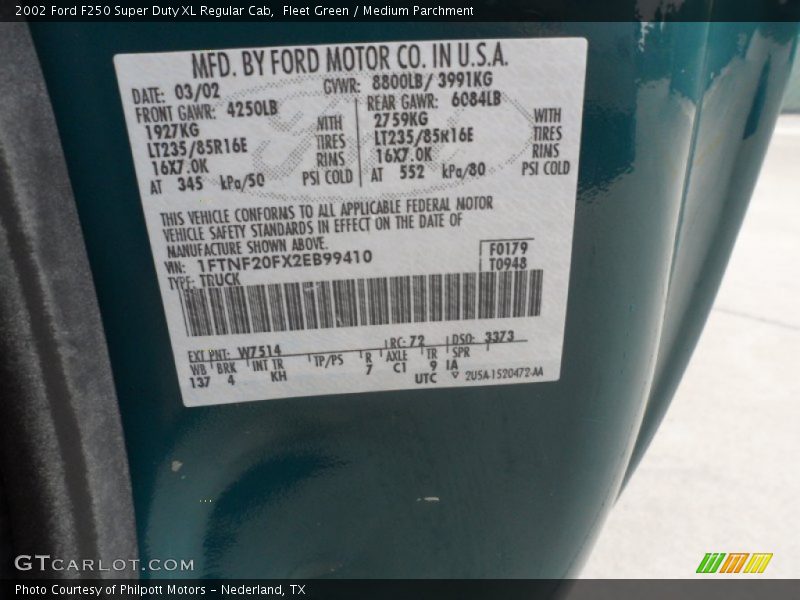 2002 Ford F250 Super Duty XL Regular Cab,  Fleet Green / Medium Parchment
MFD. BY FORD MOTOR CO. IN U.S.A.
DATE: 03/02 GVWR: 8800LB/ 3991KG
FRONT GAWR: 4250LB REAR GAWR: 6084LB
1927KG WITH 2759KG WITH
LT235/85R16E TIRES LT235/85R16E TIRES
16X7.0K RINS 16X7.0K RINS
AT 345 kPa/50 PSI COLD AT 552 kPa/80 PSI COLD
THIS VEHICLE CONFORMS TO ALL APPLICABLE FEDERAL MOTOR
VEHICLE SAFETY STANDARDS IN EFFECT ON THE DATE OF
MANUFACTURE SHOWN ABOVE.
VIN: 1FTNF20FX2EB99410 F0179
TYPE: TRUCK T0948
EXT PNT: W7514 RC: 72 DSO: 3373
WB BRK INT TR TP/PS R AXLE TR SPR
137 4 KH 7 C1 9 IA
UTC ▽ 2U5A-1520472-AA
GTCARLOT.COM
Photo Courtesy of Philpott Motors - Nederland, TX